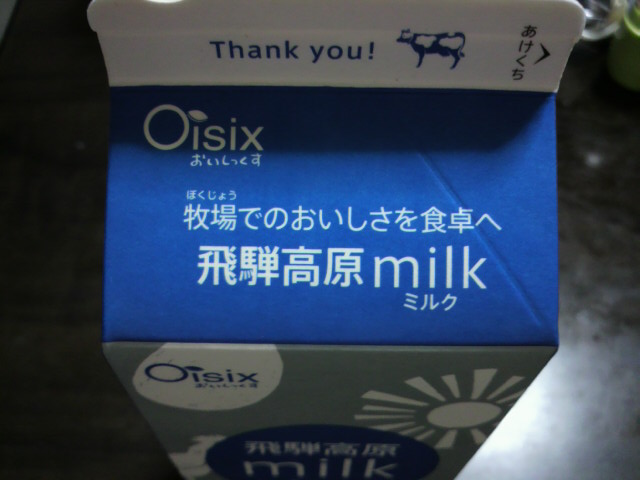 Thank you!
あけくち
Oisix
おいしっくす
ぼくじょう
牧場でのおいしさを食卓へ
飛騨高原milk
ミルク
Oisix
おいしっくす
飛騨高原
milk